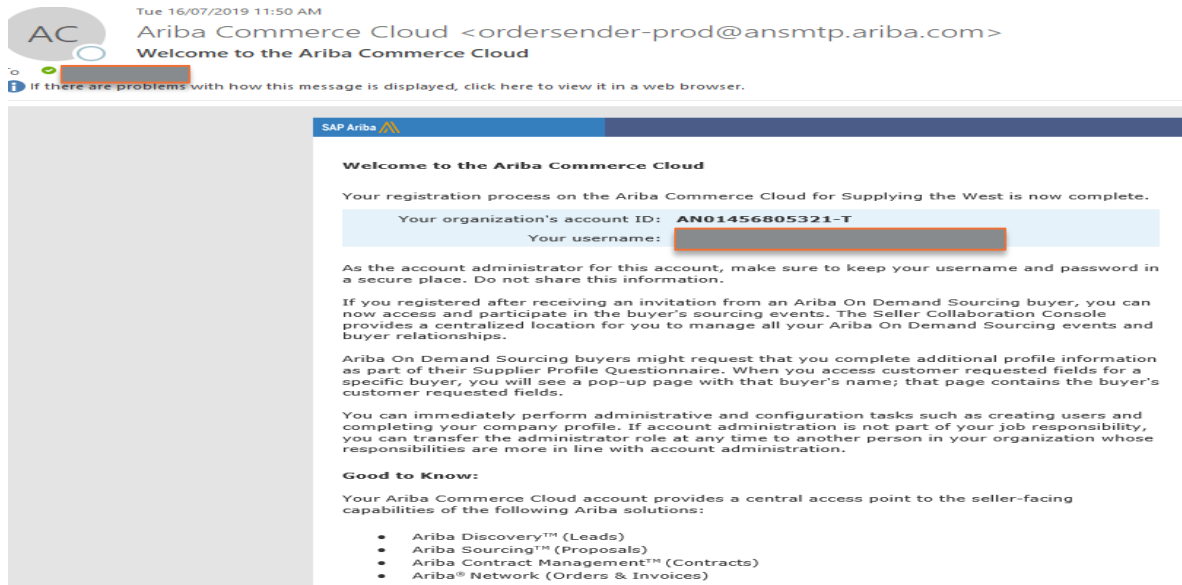 Tue 16/07/2019 11:50 AM
AC
Ariba Commerce Cloud <ordersender-prod@ansmtp.ariba.com>
Welcome to the Ariba Commerce Cloud
To
If there are problems with how this message is displayed, click here to view it in a web browser.
SAP Ariba
Welcome to the Ariba Commerce Cloud
Your registration process on the Ariba Commerce Cloud for Supplying the West is now complete.
Your organization's account ID: AN01456805321-T
Your username:
As the account administrator for this account, make sure to keep your username and password in
a secure place. Do not share this information.
If you registered after receiving an invitation from an Ariba On Demand Sourcing buyer, you can
now access and participate in the buyer's sourcing events. The Seller Collaboration Console
provides a centralized location for you to manage all your Ariba On Demand Sourcing events and
buyer relationships.
Ariba On Demand Sourcing buyers might request that you complete additional profile information
as part of their Supplier Profile Questionnaire. When you access customer requested fields for a
specific buyer, you will see a pop-up page with that buyer's name; that page contains the buyer's
customer requested fields.
You can immediately perform administrative and configuration tasks such as creating users and
completing your company profile. If account administration is not part of your job responsibility,
you can transfer the administrator role at any time to another person in your organization whose
responsibilities are more in line with account administration.
Good to Know:
Your Ariba Commerce Cloud account provides a central access point to the seller-facing
capabilities of the following Ariba solutions:
• Ariba Discovery™ (Leads)
• Ariba Sourcing™ (Proposals)
• Ariba Contract Management™ (Contracts)
• Ariba® Network (Orders & Invoices)